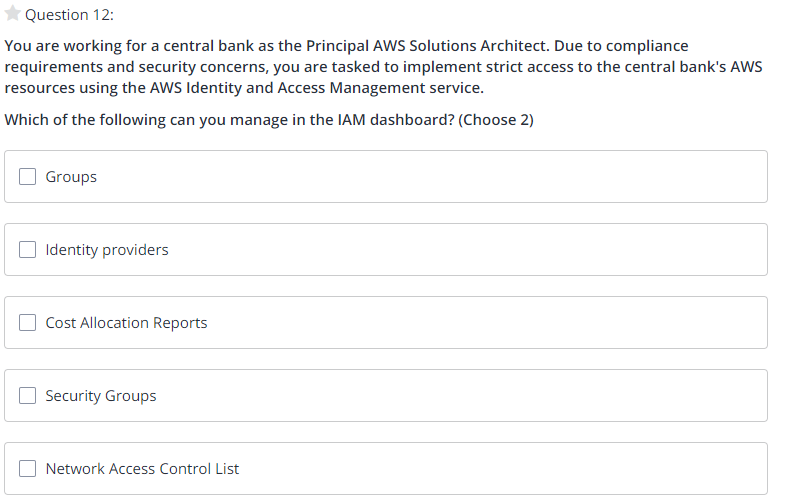 Question 12:
You are working for a central bank as the Principal AWS Solutions Architect. Due to compliance
requirements and security concerns, you are tasked to implement strict access to the central bank's AWS
resources using the AWS Identity and Access Management service.
Which of the following can you manage in the IAM dashboard? (Choose 2)
Groups
Identity providers
Cost Allocation Reports
Security Groups
Network Access Control List